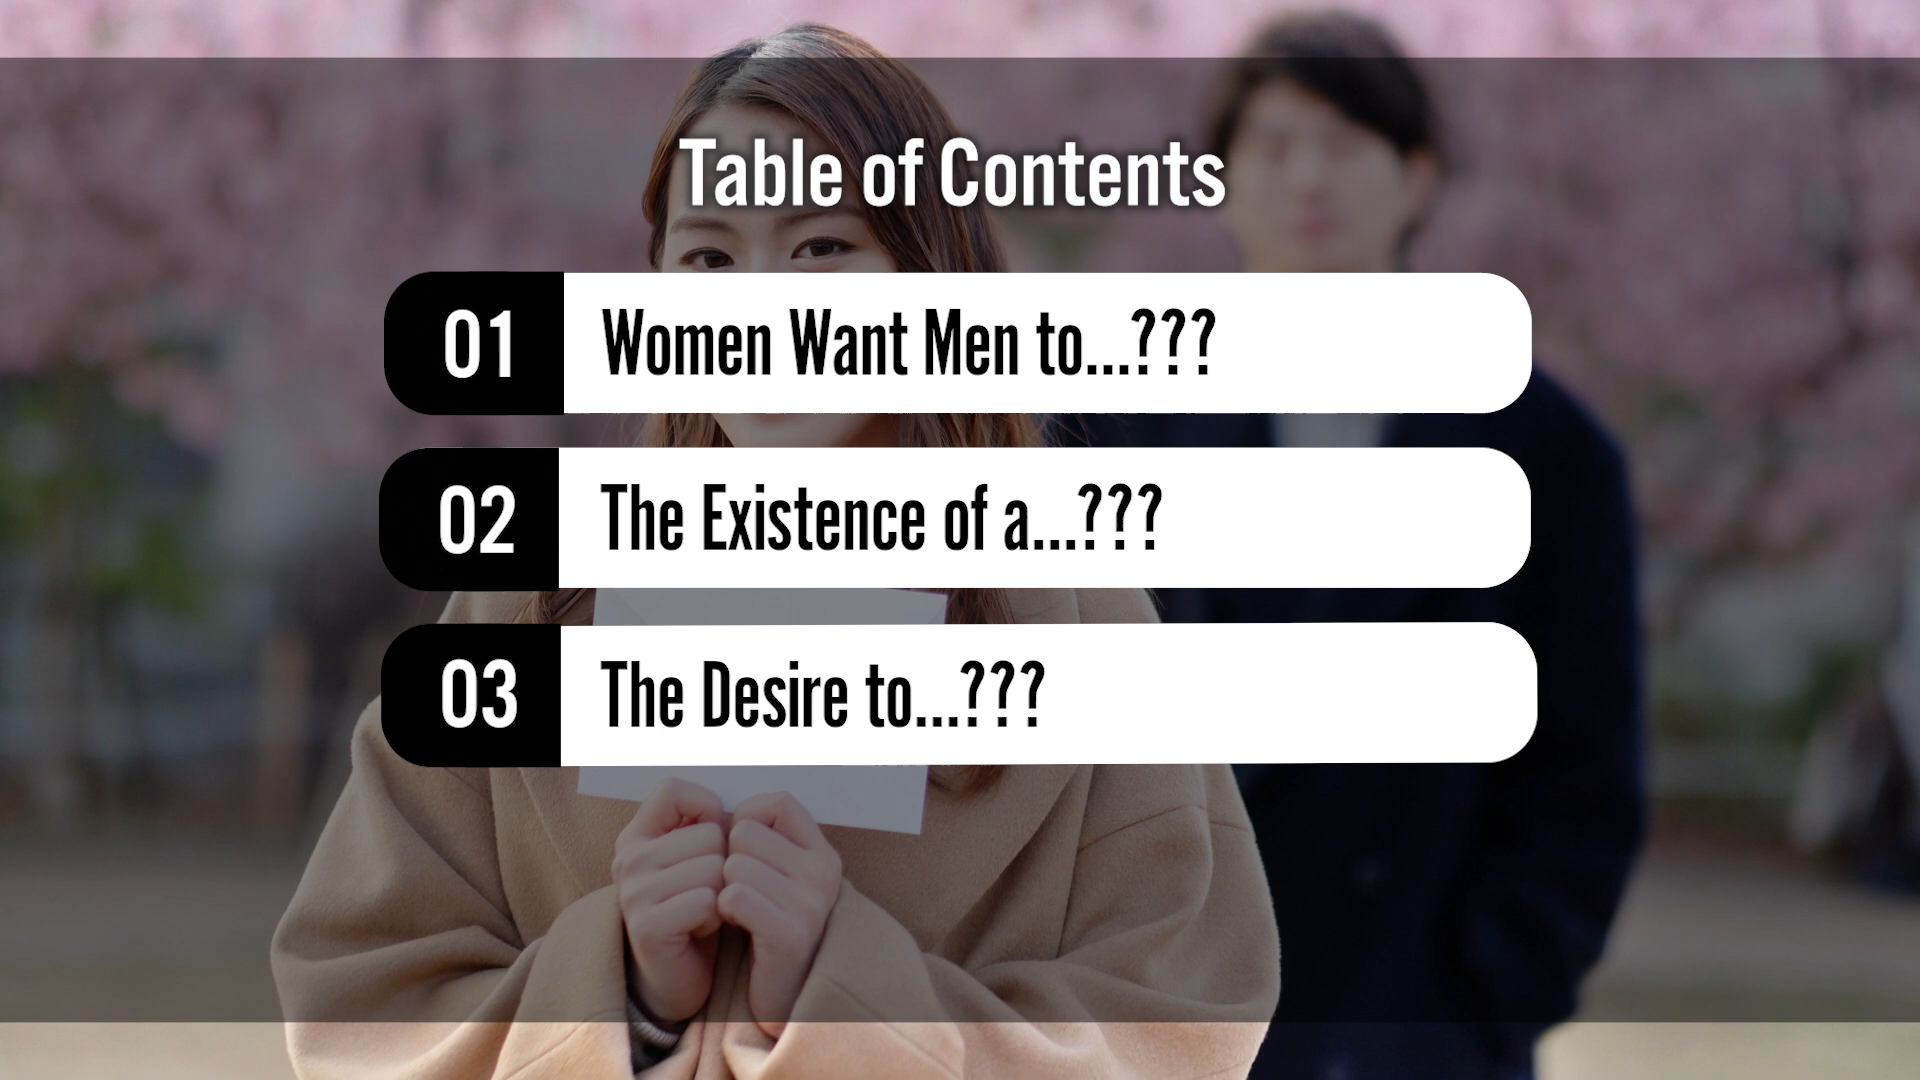 Table of Contents
01 Women Want Men to...???
02 The Existence of a...???
03 The Desire to...???